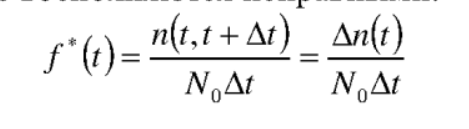 f*(t) = n(t, t + Δt) / N₀Δt = Δn(t) / N₀Δt